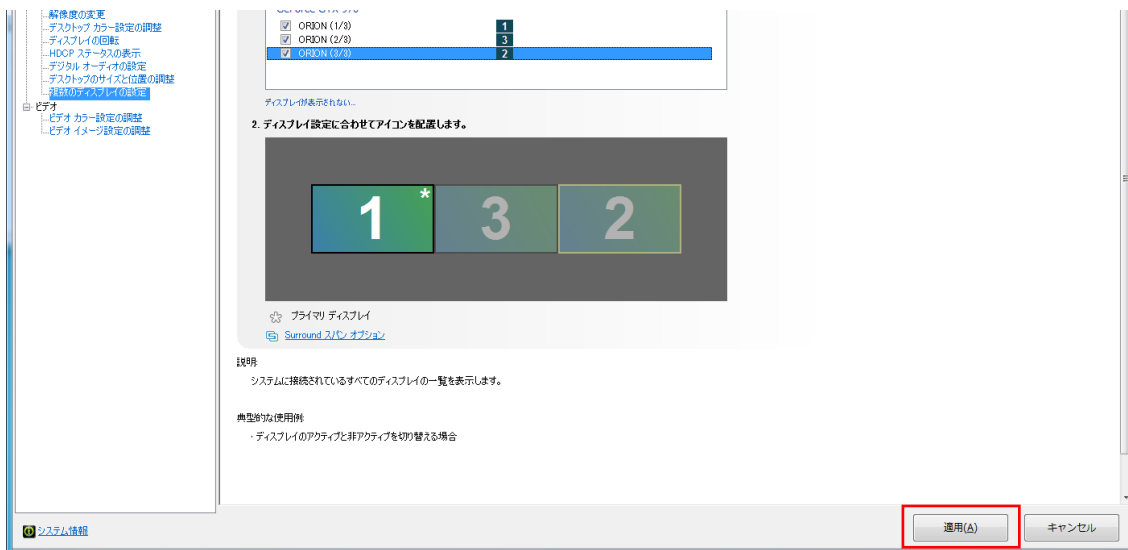 解像度の変更
デスクトップ カラー設定の調整
ディスプレイの回転
HDCP ステータスの表示
デジタル オーディオの設定
デスクトップのサイズと位置の調整
複数のディスプレイの設定
ビデオ
ビデオ カラー設定の調整
ビデオ イメージ設定の調整
ORION (1/3) 1
ORION (2/3) 3
ORION (3/3) 2
ディスプレイが表示されない...
2. ディスプレイ設定に合わせてアイコンを配置します。
1 * 3 2
プライマリ ディスプレイ
Surround スパン オプション
説明:
システムに接続されているすべてのディスプレイの一覧を表示します。
典型的な使用例:
・ディスプレイのアクティブと非アクティブを切り替える場合
システム情報
適用(A) キャンセル